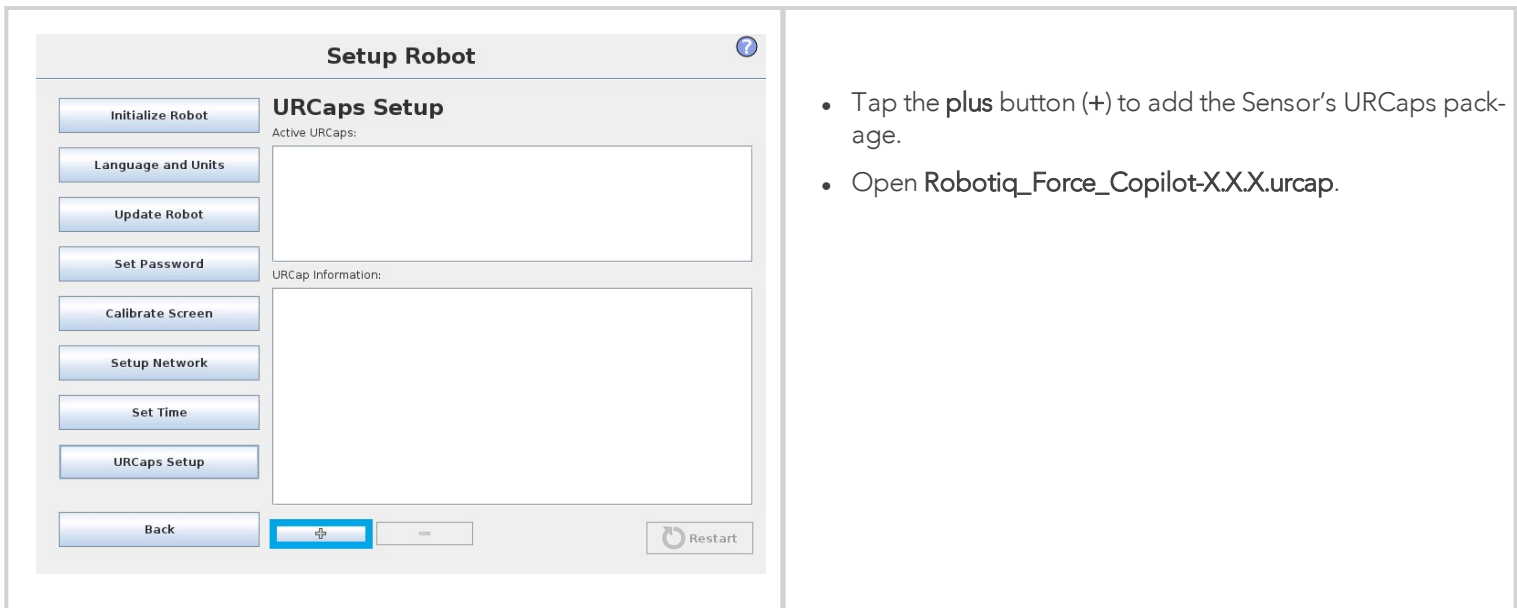 Setup Robot
?
Initialize Robot
Language and Units
Update Robot
Set Password
Calibrate Screen
Setup Network
Set Time
URCaps Setup
Back
URCaps Setup
Active URCaps:
URCap Information:
+
−
Restart
• Tap the plus button (+) to add the Sensor’s URCaps pack-
age.
• Open Robotiq_Force_Copilot-X.X.X.urcap.